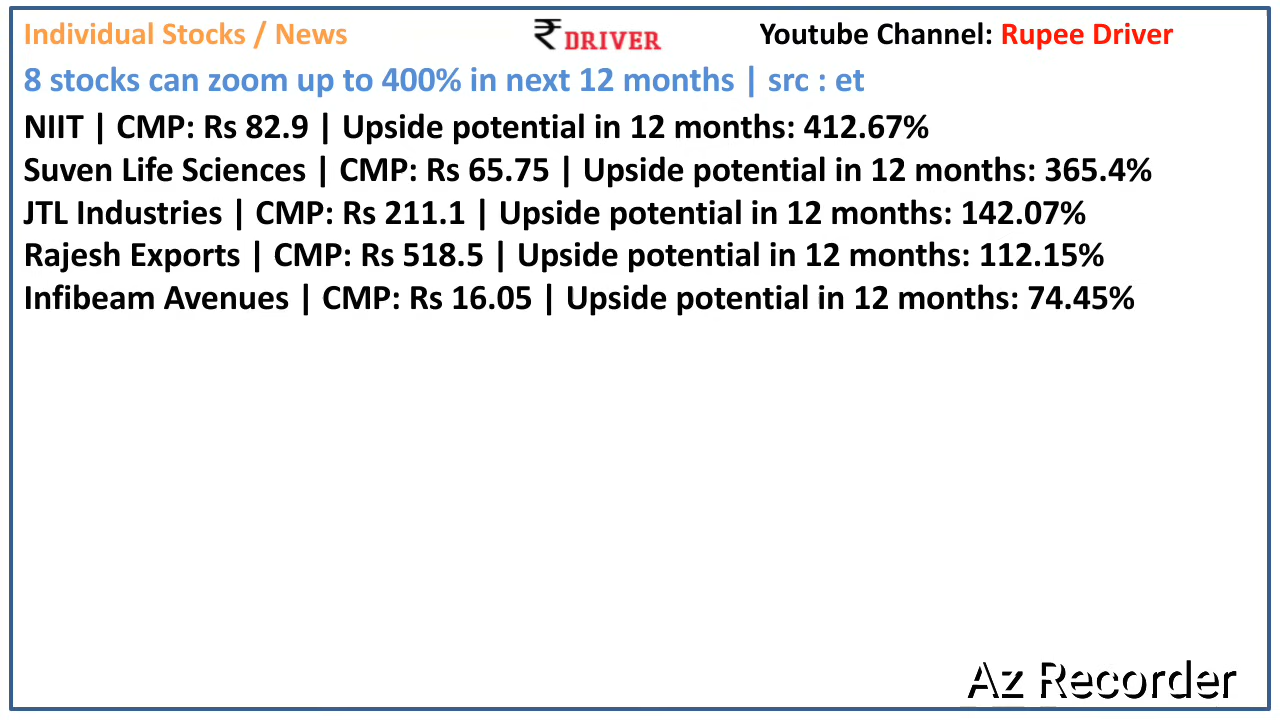 Individual Stocks / News ₹ DRIVER Youtube Channel: Rupee Driver
8 stocks can zoom up to 400% in next 12 months | src : et
NIIT | CMP: Rs 82.9 | Upside potential in 12 months: 412.67%
Suven Life Sciences | CMP: Rs 65.75 | Upside potential in 12 months: 365.4%
JTL Industries | CMP: Rs 211.1 | Upside potential in 12 months: 142.07%
Rajesh Exports | CMP: Rs 518.5 | Upside potential in 12 months: 112.15%
Infibeam Avenues | CMP: Rs 16.05 | Upside potential in 12 months: 74.45%
Az Recorder